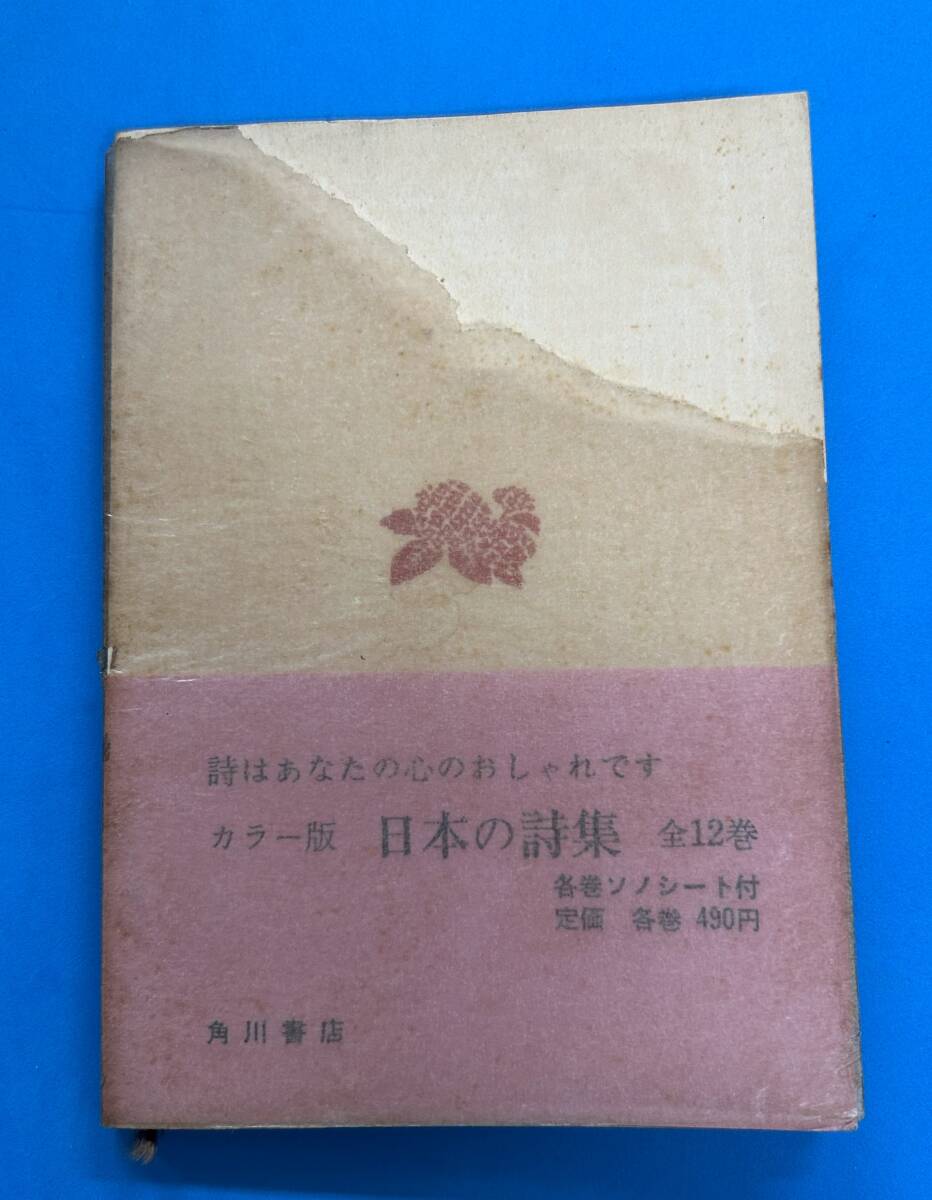 詩はあなたの心のおしゃれです
カラー版　日本の詩集　全12巻
各巻ソノシート付
定価　各巻 490円
角川書店